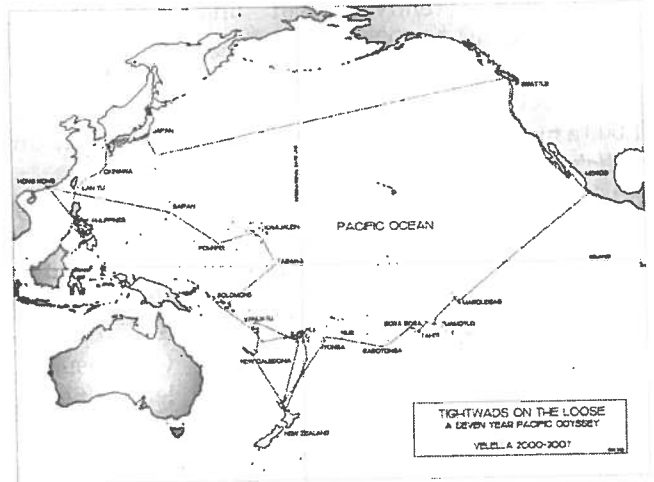 SEATTLE
JAPAN
MEXICO
OKINAWA
HONG KONG
LAN YU
PHILIPPINES
SAIPAN
KWAJALEIN
PACIFIC OCEAN
POHNPEI
TARAWA
SOLOMONS
MARQUESAS
VANUATU
FIJI
NIUE
BORA BORA
TUAMOTUS
TAHITI
TONGA
RAROTONGA
NEW CALEDONIA
NEW ZEALAND
TIGHTWADS ON THE LOOSE
A SEVEN YEAR PACIFIC ODYSSEY
VELELLA 2000-2007